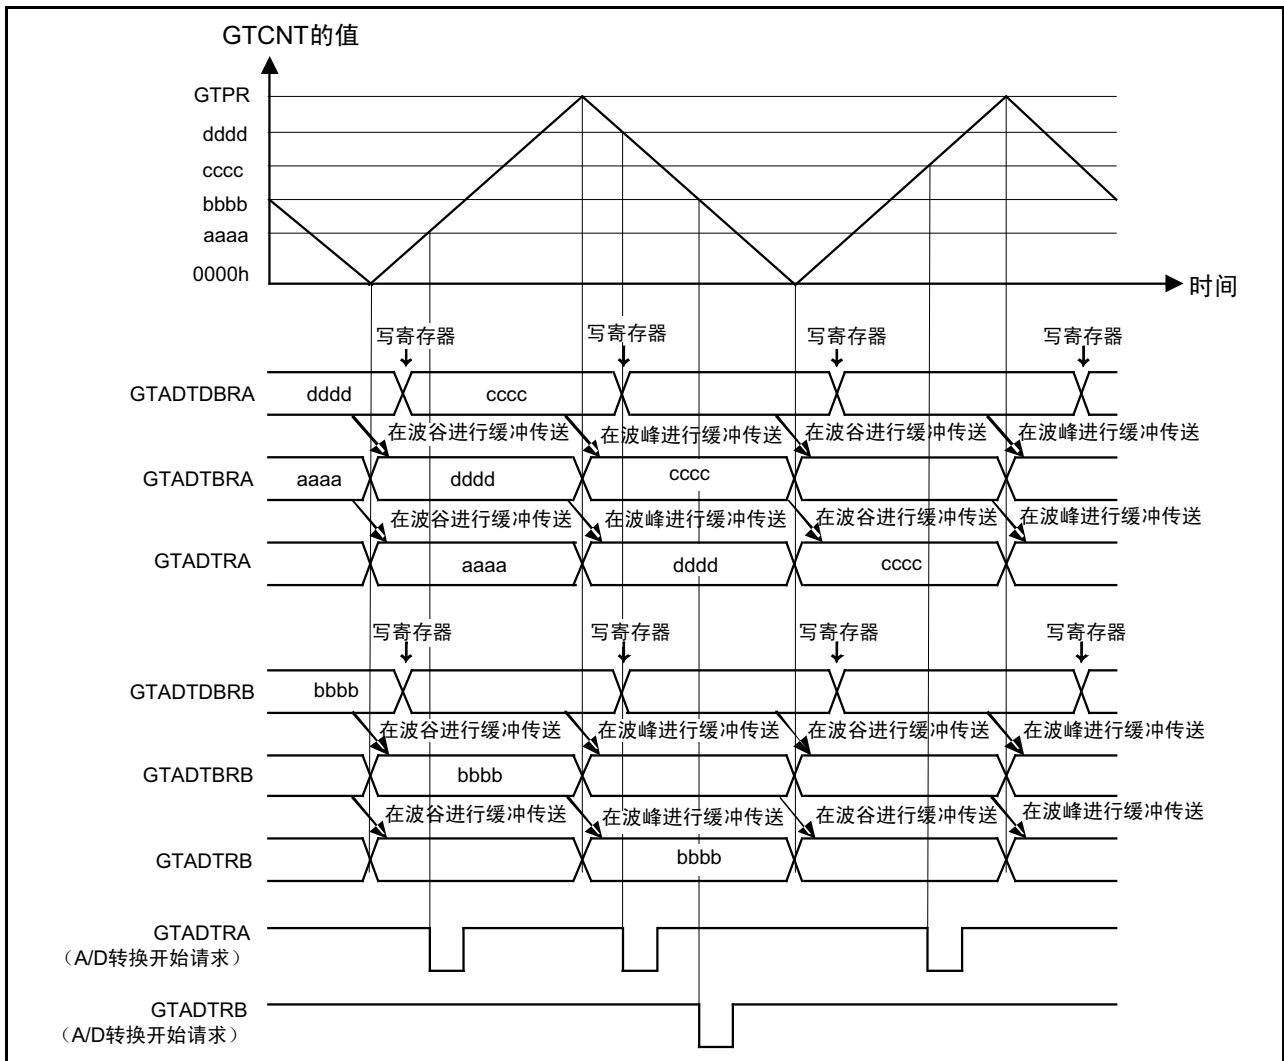 GTCNT的值
GTPR
dddd
cccc
bbbb
aaaa
0000h
时间
写寄存器 写寄存器 写寄存器 写寄存器
GTADTDBRA dddd cccc
在波谷进行缓冲传送 在波峰进行缓冲传送 在波谷进行缓冲传送 在波峰进行缓冲传送
GTADTBRA aaaa dddd cccc
在波谷进行缓冲传送 在波峰进行缓冲传送 在波谷进行缓冲传送 在波峰进行缓冲传送
GTADTRA aaaa dddd cccc
写寄存器 写寄存器 写寄存器 写寄存器
GTADTDBRB bbbb
在波谷进行缓冲传送 在波峰进行缓冲传送 在波谷进行缓冲传送 在波峰进行缓冲传送
GTADTBRB bbbb
在波谷进行缓冲传送 在波峰进行缓冲传送 在波谷进行缓冲传送 在波峰进行缓冲传送
GTADTRB bbbb
GTADTRA
（A/D转换开始请求）
GTADTRB
（A/D转换开始请求）